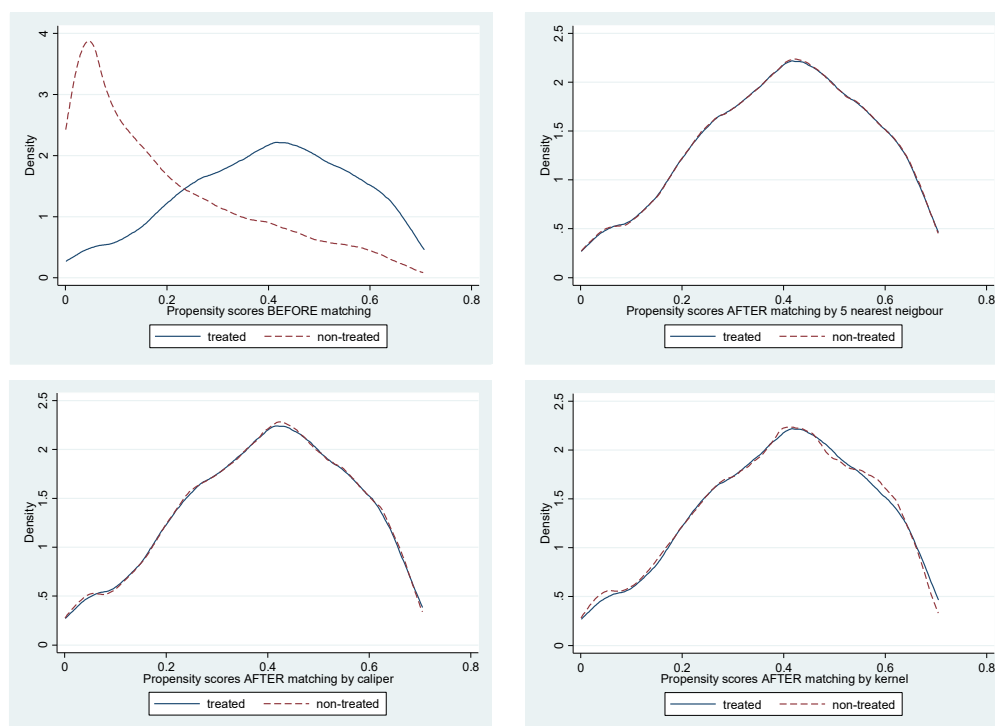 4
3
2
1
0
Density
0 0.2 0.4 0.6 0.8
Propensity scores BEFORE matching
treated non-treated
2.5
2
1.5
1
.5
0
Density
0 0.2 0.4 0.6 0.8
Propensity scores AFTER matching by 5 nearest neigbour
treated non-treated
2.5
2
1.5
1
.5
0
Density
0 0.2 0.4 0.6 0.8
Propensity scores AFTER matching by caliper
treated non-treated
2.5
2
1.5
1
.5
0
Density
0 0.2 0.4 0.6 0.8
Propensity scores AFTER matching by kernel
treated non-treated